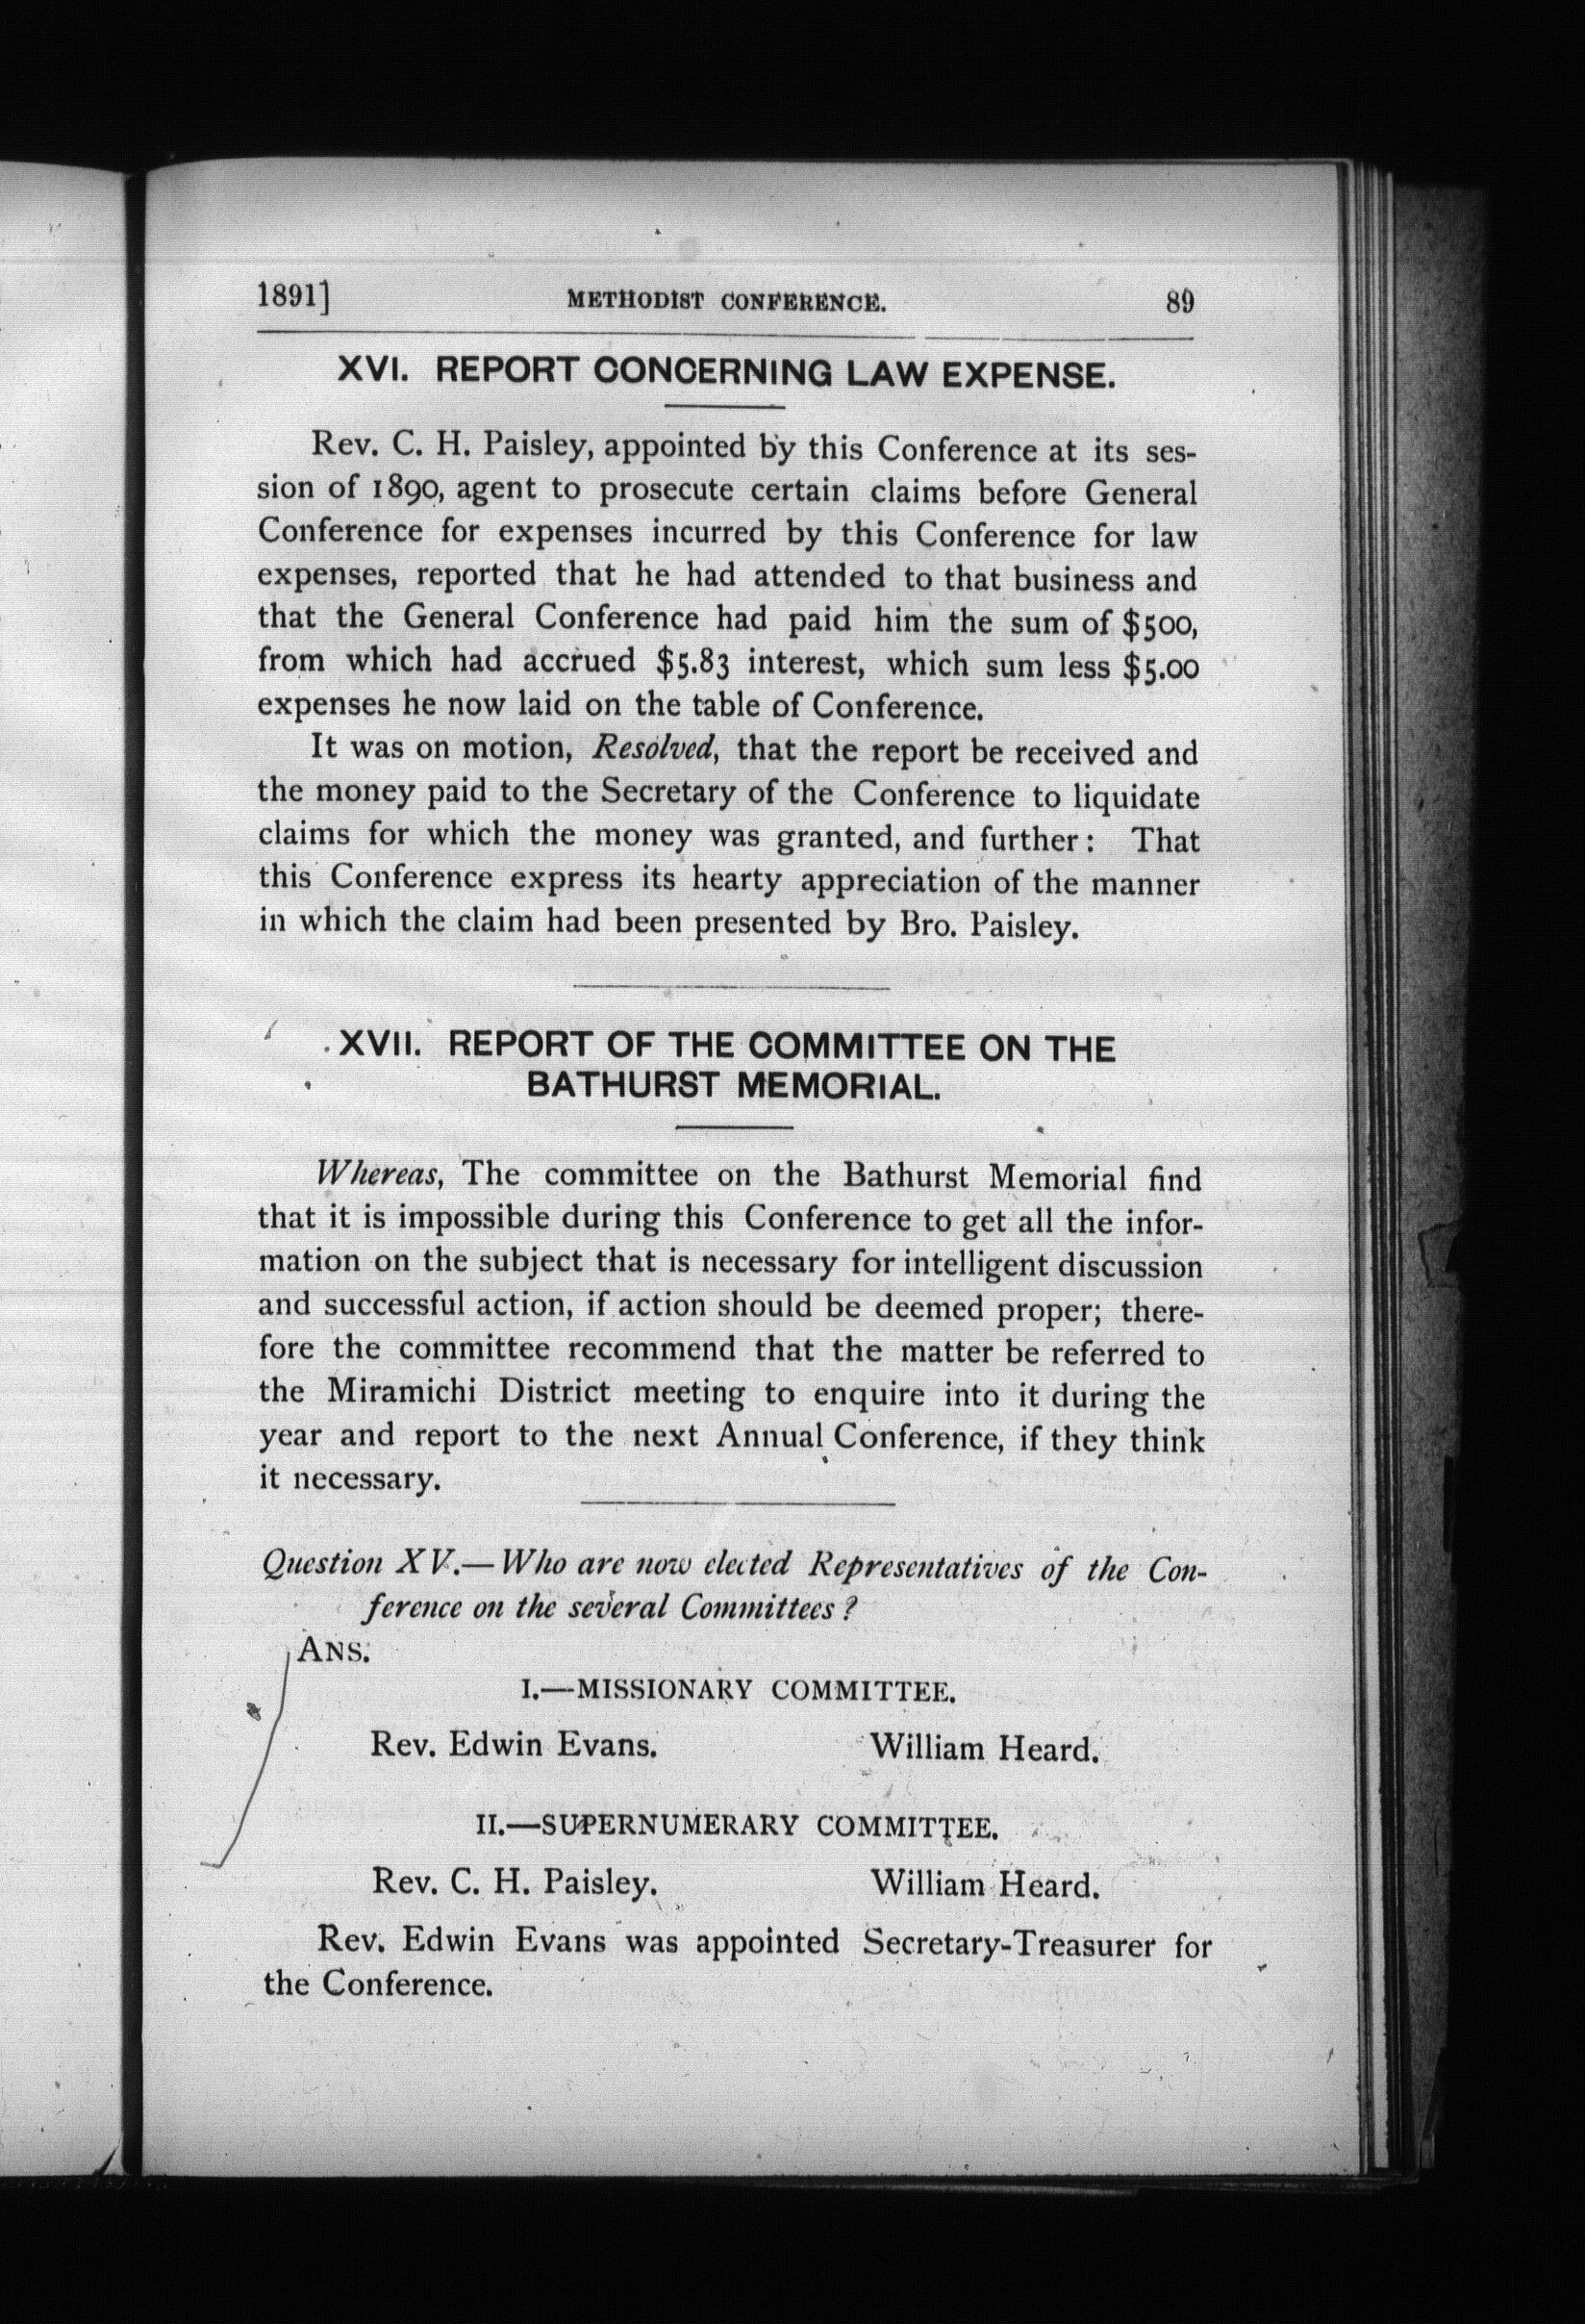 1891] METHODIST CONFERENCE. 89
XVI. REPORT CONCERNING LAW EXPENSE.
Rev. C. H. Paisley, appointed by this Conference at its ses-
sion of 1890, agent to prosecute certain claims before General
Conference for expenses incurred by this Conference for law
expenses, reported that he had attended to that business and
that the General Conference had paid him the sum of $500,
from which had accrued $5.83 interest, which sum less $5.00
expenses he now laid on the table of Conference.
It was on motion, Resolved, that the report be received and
the money paid to the Secretary of the Conference to liquidate
claims for which the money was granted, and further: That
this Conference express its hearty appreciation of the manner
in which the claim had been presented by Bro. Paisley.
XVII. REPORT OF THE COMMITTEE ON THE
BATHURST MEMORIAL.
Whereas, The committee on the Bathurst Memorial find
that it is impossible during this Conference to get all the infor-
mation on the subject that is necessary for intelligent discussion
and successful action, if action should be deemed proper; there-
fore the committee recommend that the matter be referred to
the Miramichi District meeting to enquire into it during the
year and report to the next Annual Conference, if they think
it necessary.
Question XV.—Who are now elected Representatives of the Con-
ference on the several Committees?
ANS.
I.—MISSIONARY COMMITTEE.
Rev. Edwin Evans. William Heard.
II.—SUPERNUMERARY COMMITTEE.
Rev. C. H. Paisley. William Heard.
Rev. Edwin Evans was appointed Secretary-Treasurer for
the Conference.